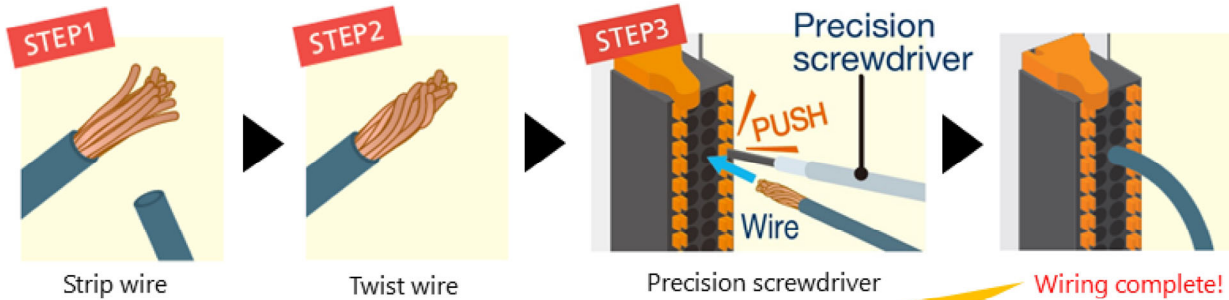 STEP1
STEP2
STEP3
Precision
screwdriver
PUSH
Wire
Strip wire
Twist wire
Precision screwdriver
Wiring complete!